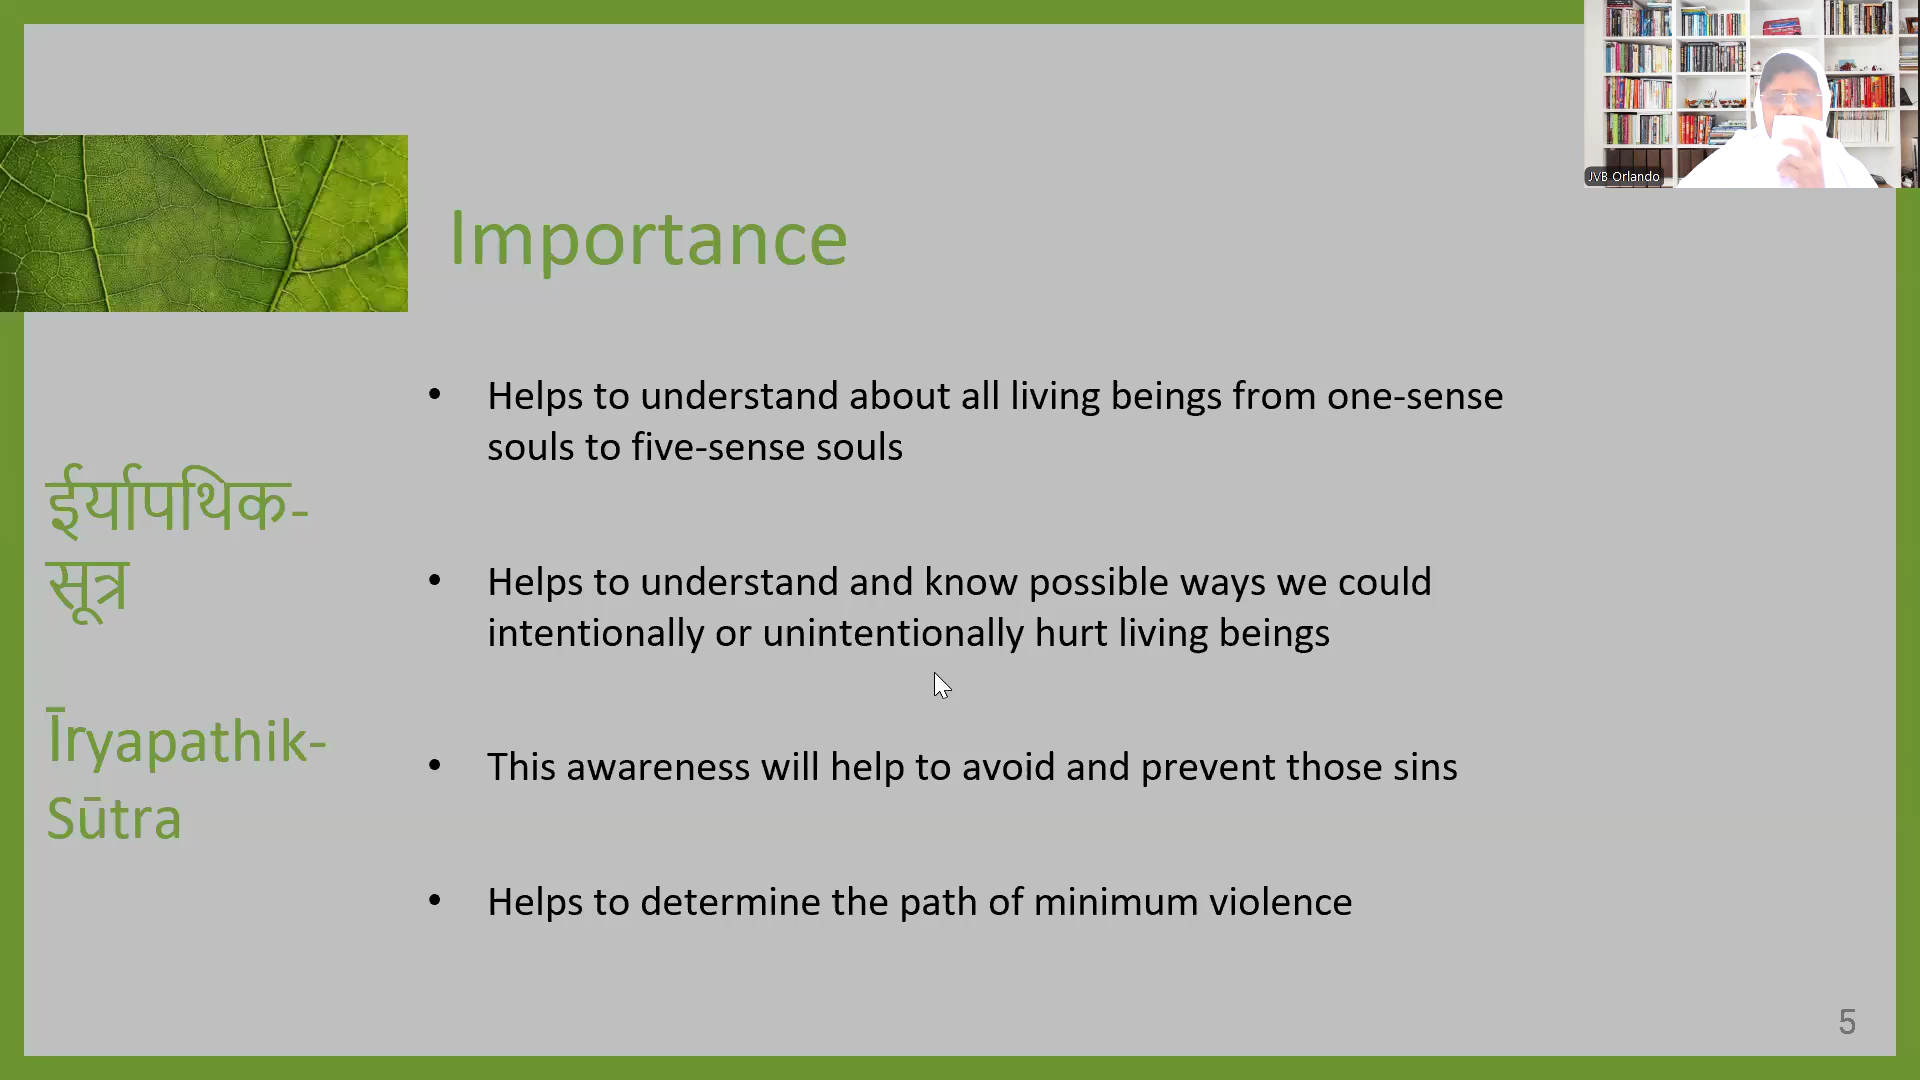 JVB Orlando
Importance
ईर्यापथिक-
सूत्र
Īryapathik-
Sūtra
• Helps to understand about all living beings from one-sense
souls to five-sense souls
• Helps to understand and know possible ways we could
intentionally or unintentionally hurt living beings
• This awareness will help to avoid and prevent those sins
• Helps to determine the path of minimum violence
5